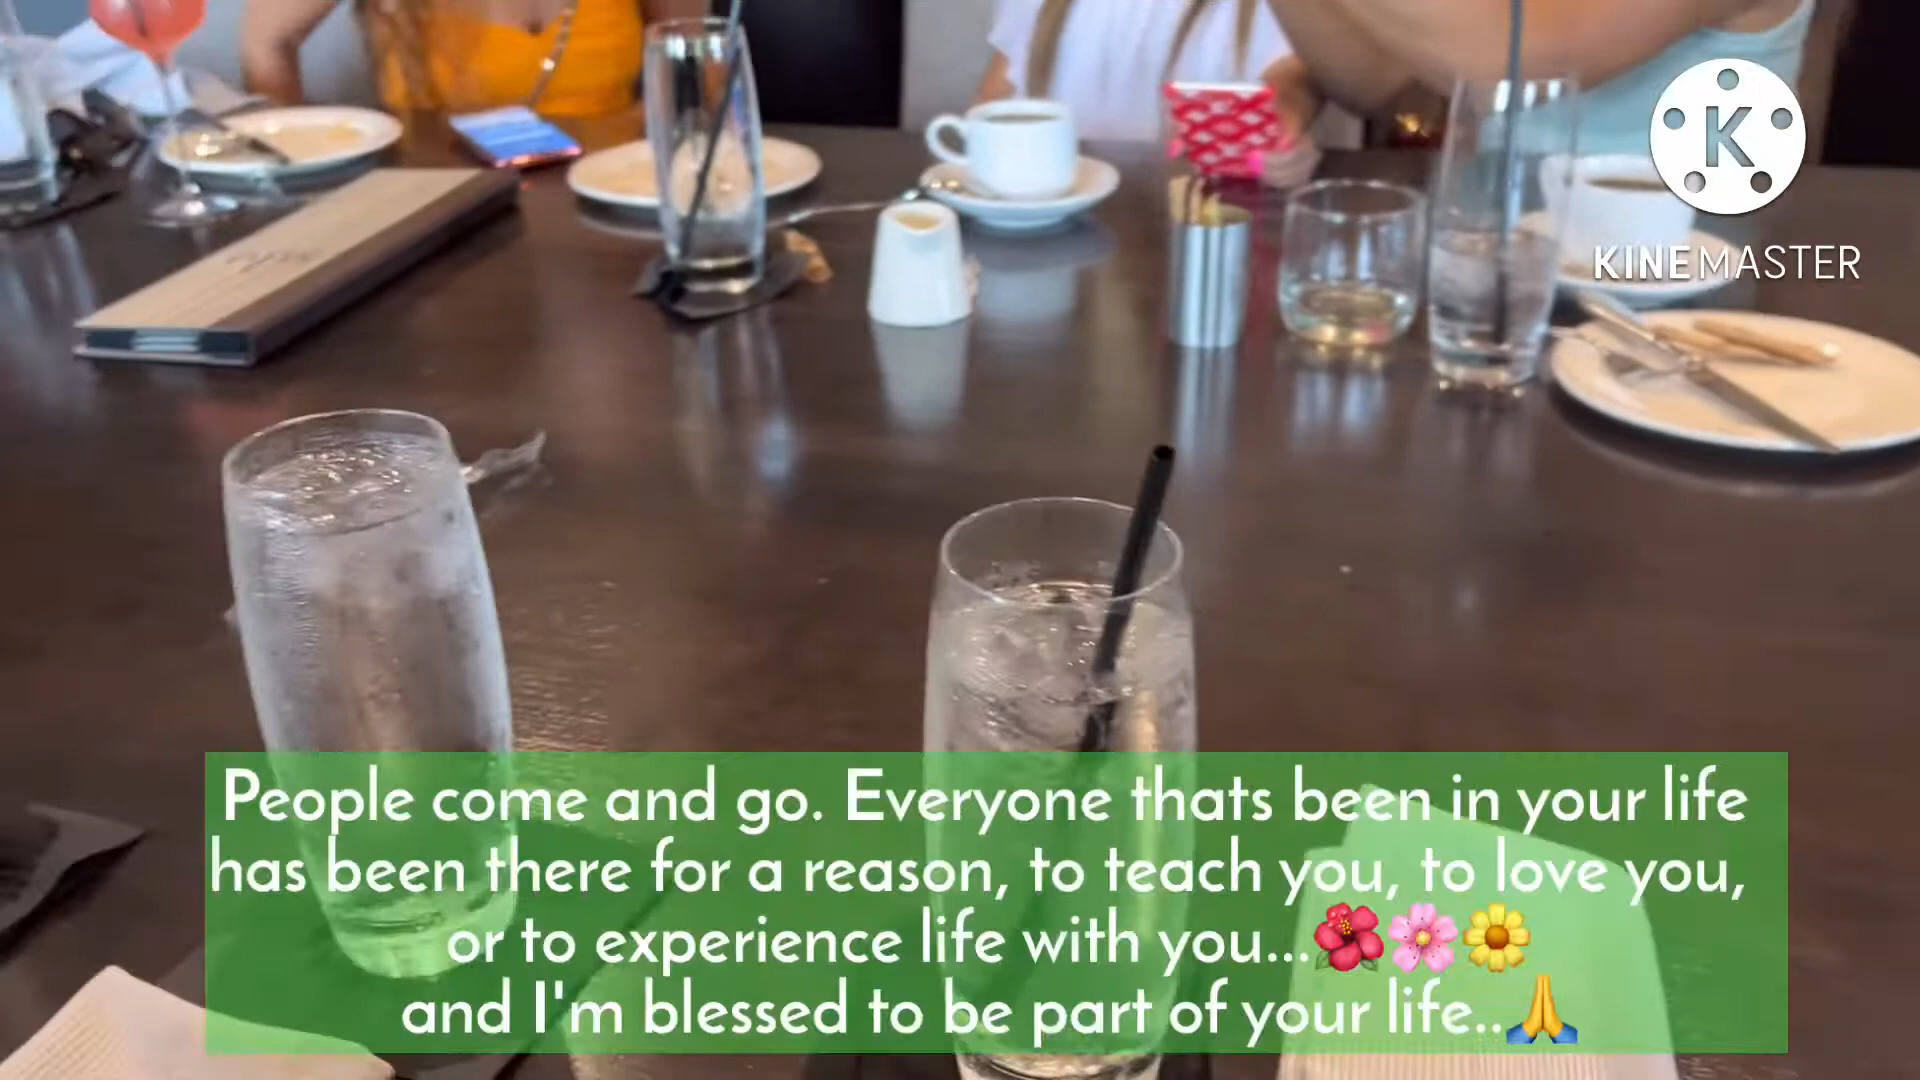 K
KINEMASTER
People come and go. Everyone thats been in your life
has been there for a reason, to teach you, to love you,
or to experience life with you...🌺🌸🌼
and I'm blessed to be part of your life..🙏